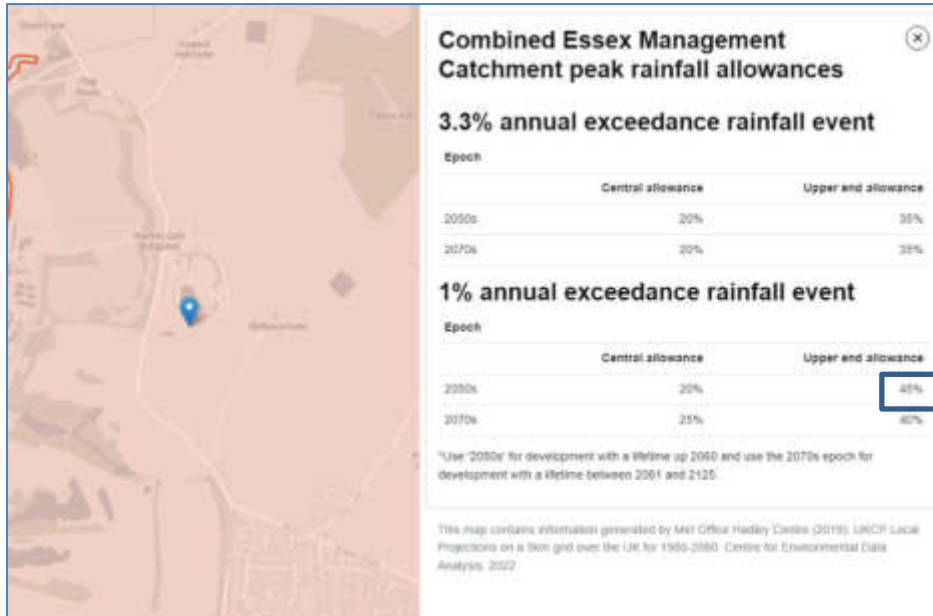 Combined Essex Management
Catchment peak rainfall allowances
3.3% annual exceedance rainfall event
Epoch
Central allowance Upper end allowance
2050s 20% 35%
2070s 20% 35%
1% annual exceedance rainfall event
Epoch
Central allowance Upper end allowance
2050s 20% 45%
2070s 25% 40%
"Use '2050s' for development with a lifetime up 2060 and use the 2070s epoch for
development with a lifetime between 2061 and 2125.
This map contains information generated by Met Office Hadley Centre (2019): UKCP Local
Projections on a 5km grid over the UK for 1980-2080. Centre for Environmental Data
Analysis, 2022